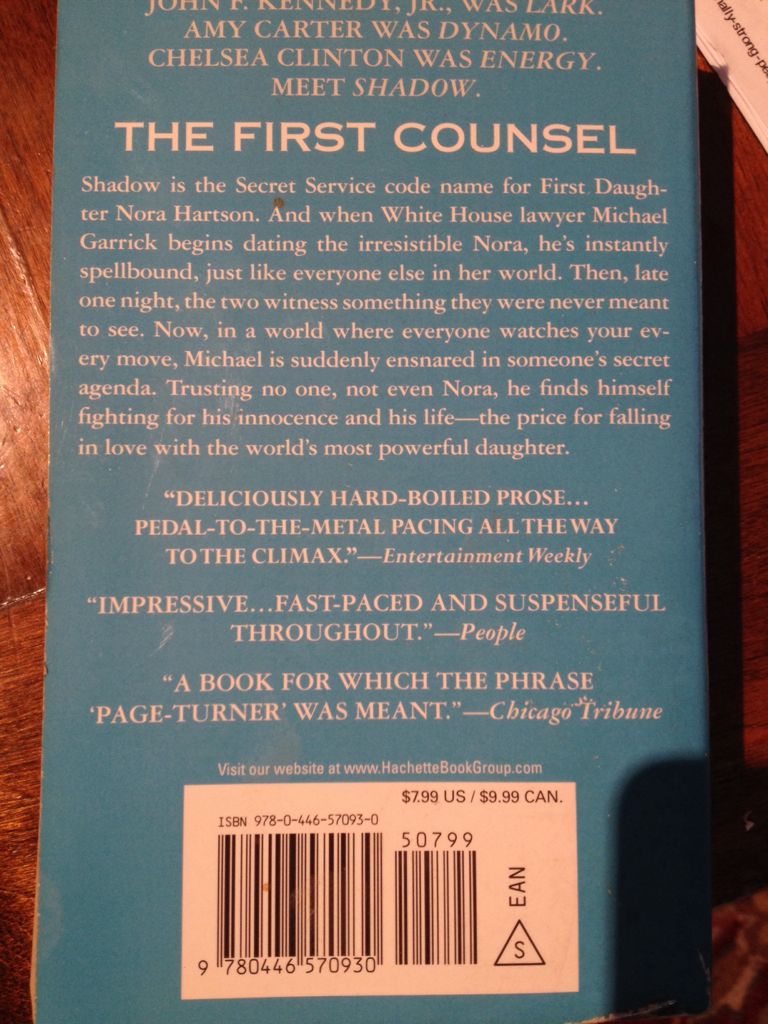 JOHN F. KENNEDY, JR., WAS LARK.
AMY CARTER WAS DYNAMO.
CHELSEA CLINTON WAS ENERGY.
MEET SHADOW.
THE FIRST COUNSEL
Shadow is the Secret Service code name for First Daugh-
ter Nora Hartson. And when White House lawyer Michael
Garrick begins dating the irresistible Nora, he's instantly
spellbound, just like everyone else in her world. Then, late
one night, the two witness something they were never meant
to see. Now, in a world where everyone watches your ev-
ery move, Michael is suddenly ensnared in someone's secret
agenda. Trusting no one, not even Nora, he finds himself
fighting for his innocence and his life—the price for falling
in love with the world's most powerful daughter.
"DELICIOUSLY HARD-BOILED PROSE…
PEDAL-TO-THE-METAL PACING ALL THE WAY
TO THE CLIMAX."—Entertainment Weekly
"IMPRESSIVE…FAST-PACED AND SUSPENSEFUL
THROUGHOUT."—People
"A BOOK FOR WHICH THE PHRASE
'PAGE-TURNER' WAS MEANT."—Chicago Tribune
Visit our website at www.HachetteBookGroup.com
$7.99 US / $9.99 CAN.
ISBN 978-0-446-57093-0
50799
9 780446 570930
EAN
S